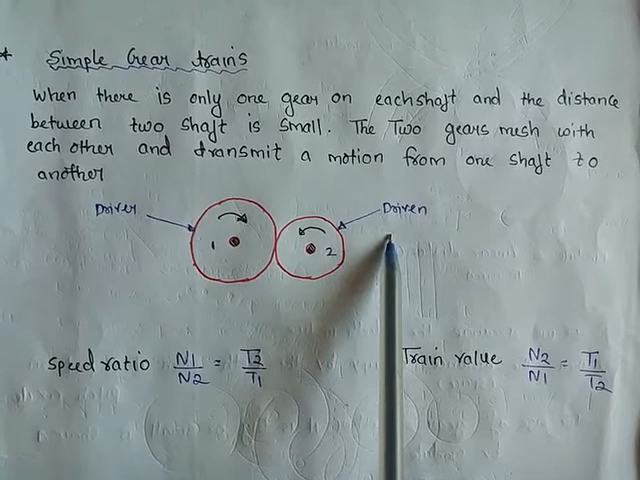 * Simple Gear trains
When there is only one gear on each shaft and the distance
between two shaft is small. The Two gears mesh with
each other and transmit a motion from one shaft to
another
Driver Driven
1 2
Speed ratio N1/N2 = T2/T1 Train value N2/N1 = T1/T2